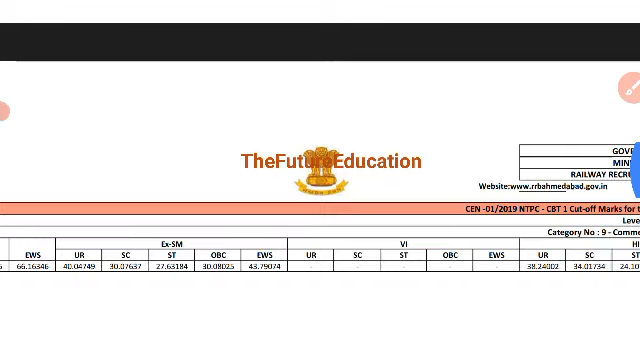 GOVE
TheFutureEducation
MIN
RAILWAY RECRU
Website:www.rrbahmedabad.gov.in
CEN -01/2019 NTPC - CBT 1 Cut-off Marks for t
Leve
Category No : 9 - Comme
Ex-SM VI HI
EWS UR SC ST OBC EWS UR SC ST OBC EWS UR SC ST
66.16346 40.04749 30.07637 27.63184 30.08025 43.79074 - - - - - 38.24002 34.01734 24.10